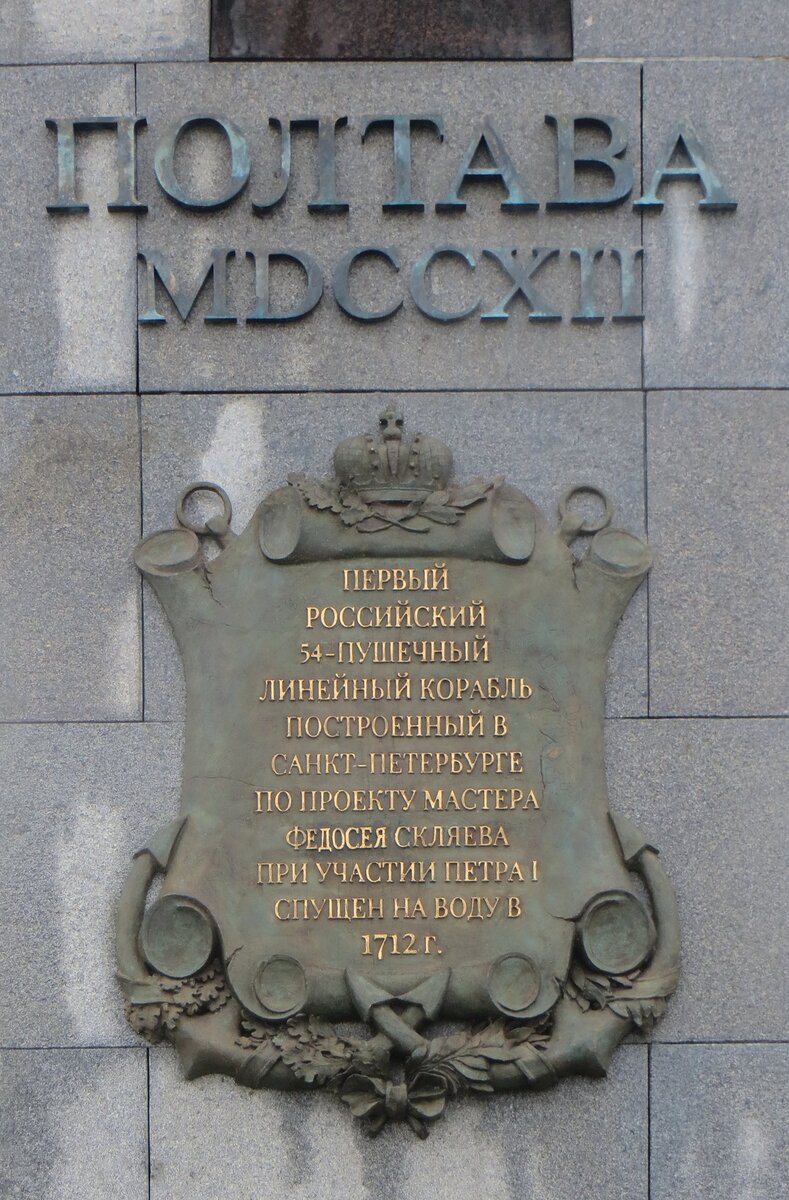 ПОЛТАВА
MDCCXII
ПЕРВЫЙ
РОССИЙСКИЙ
54-ПУШЕЧНЫЙ
ЛИНЕЙНЫЙ КОРАБЛЬ
ПОСТРОЕННЫЙ В
САНКТ-ПЕТЕРБУРГЕ
ПО ПРОЕКТУ МАСТЕРА
ФЕДОСЕЯ СКЛЯЕВА
ПРИ УЧАСТИИ ПЕТРА I
СПУЩЕН НА ВОДУ В
1712 г.